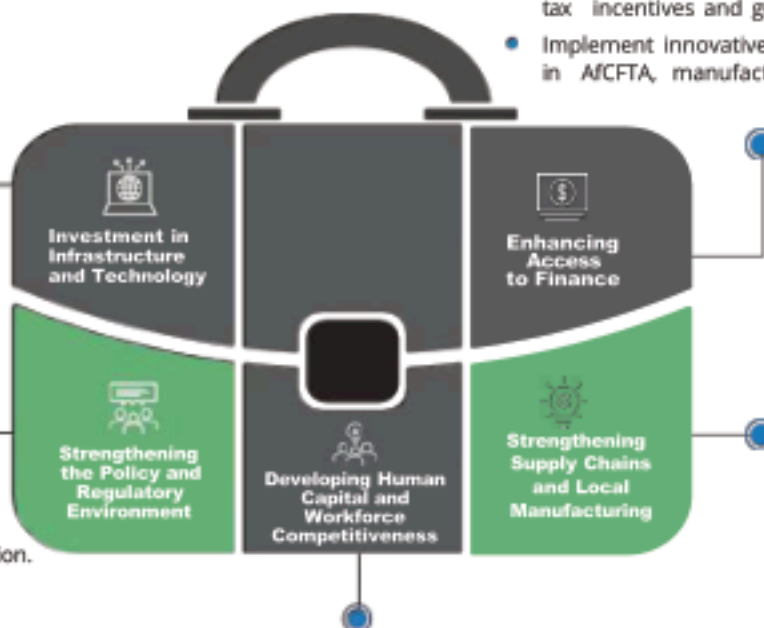 tax incentives and g
Implement innovative
in AfCFTA, manufact
Investment in
Infrastructure
and Technology
Enhancing
Access
to Finance
Strengthening
the Policy and
Regulatory
Environment
Developing Human
Capital and
Workforce
Competitiveness
Strengthening
Supply Chains
and Local
Manufacturing
ion.